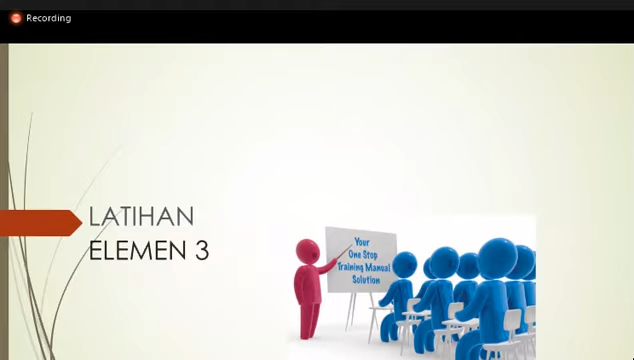 Recording
LATIHAN
ELEMEN 3
Your
One Stop
Training Manual
Solution